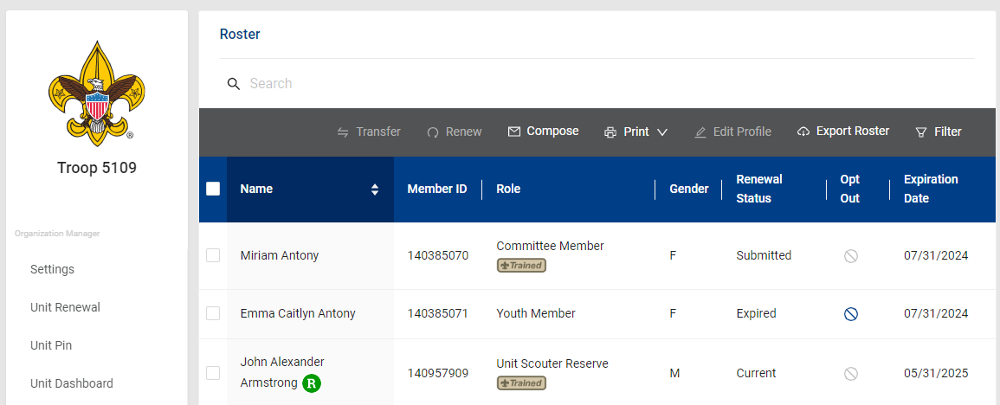 Roster
Search
Transfer Renew Compose Print Edit Profile Export Roster Filter
®
Troop 5109
Organization Manager
Settings
Unit Renewal
Unit Pin
Unit Dashboard
Name Member ID Role Gender Renewal Status Opt Out Expiration Date
Miriam Antony 140385070 Committee Member Trained F Submitted 07/31/2024
Emma Caitlyn Antony 140385071 Youth Member F Expired 07/31/2024
John Alexander Armstrong R 140957909 Unit Scouter Reserve Trained M Current 05/31/2025